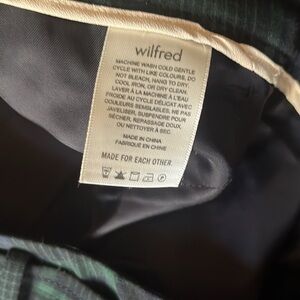 wilfred
MACHINE WASH COLD GENTLE
CYCLE WITH LIKE COLOURS, DO
NOT BLEACH, HANG TO DRY,
COOL IRON, OR DRY CLEAN.
LAVER À LA MACHINE À L'EAU
FROIDE AU CYCLE DÉLICAT AVEC
COULEURS SEMBLABLES, NE PAS
JAVELISER, SUSPENDRE POUR
SÉCHER, REPASSAGE DOUX,
OU NETTOYER À SEC.
MADE IN CHINA
FABRIQUÉ EN CHINE
MADE FOR EACH OTHER